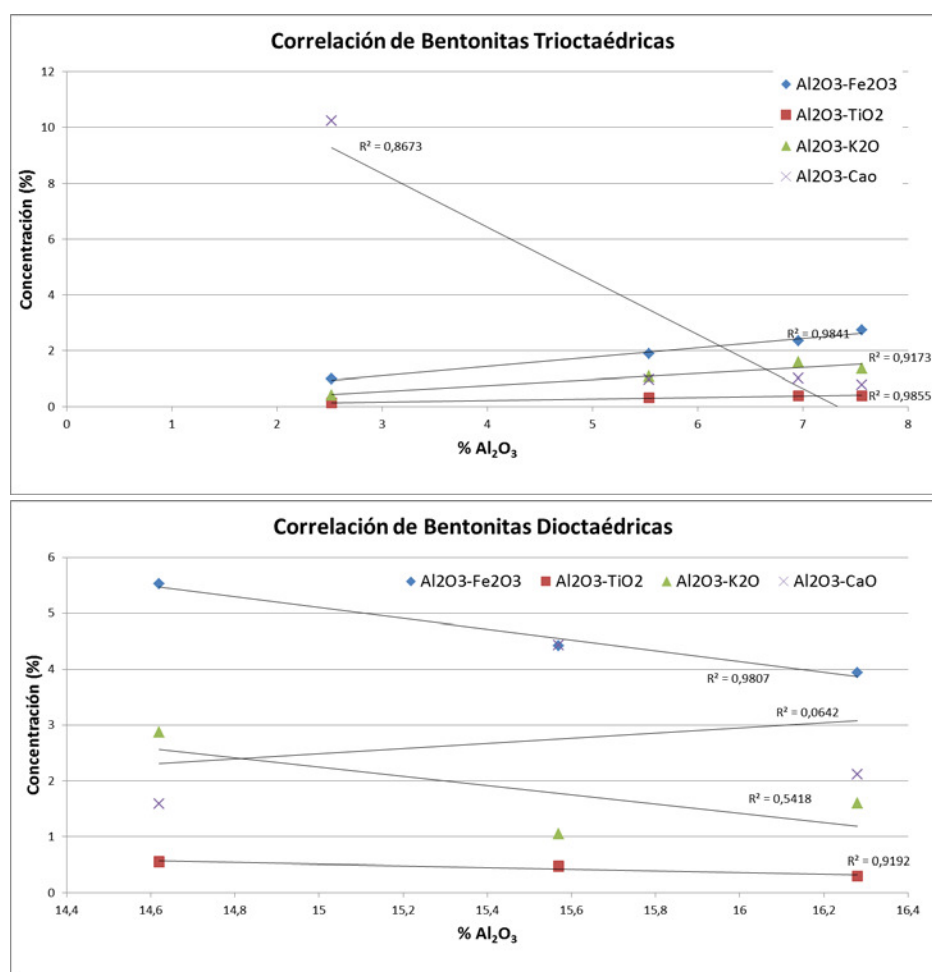 Correlación de Bentonitas Trioctaédricas
12
10
8
6
4
2
0
Concentración (%)
Al2O3-Fe2O3
Al2O3-TiO2
Al2O3-K2O
Al2O3-Cao
R² = 0,8673
R² = 0,9841
R² = 0,9173
R² = 0,9855
0 1 2 3 4 5 6 7 8
% Al₂O₃
Correlación de Bentonitas Dioctaédricas
6
5
4
3
2
1
0
Concentración (%)
Al2O3-Fe2O3 Al2O3-TiO2 Al2O3-K2O Al2O3-CaO
R² = 0,9807
R² = 0,0642
R² = 0,5418
R² = 0,9192
14,4 14,6 14,8 15 15,2 15,4 15,6 15,8 16 16,2 16,4
% Al₂O₃